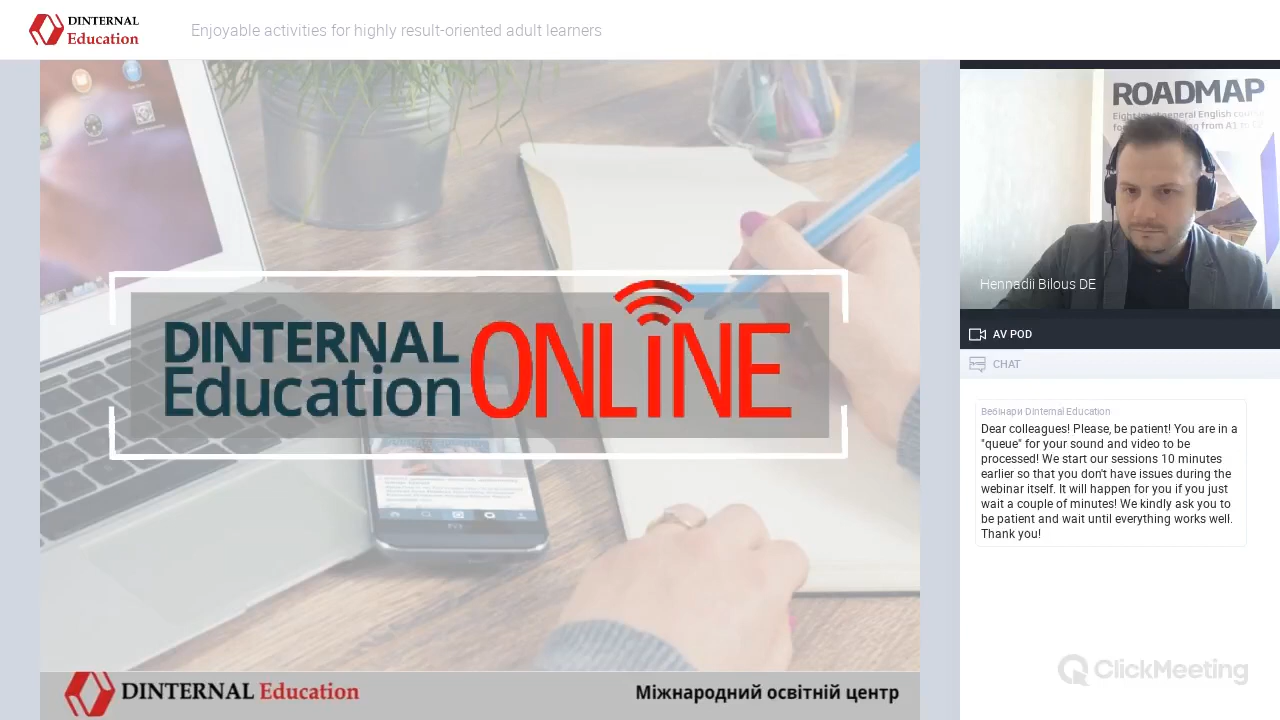 DINTERNAL
Education
Enjoyable activities for highly result-oriented adult learners
ROADMAP
Hennadii Bilous DE
DINTERNAL
Education
ONLINE
AV POD
CHAT
Вебінари Dinternal Education
Dear colleagues! Please, be patient! You are in a
"queue" for your sound and video to be
processed! We start our sessions 10 minutes
earlier so that you don't have issues during the
webinar itself. It will happen for you if you just
wait a couple of minutes! We kindly ask you to
be patient and wait until everything works well.
Thank you!
ClickMeeting
DINTERNAL Education
Міжнародний освітній центр